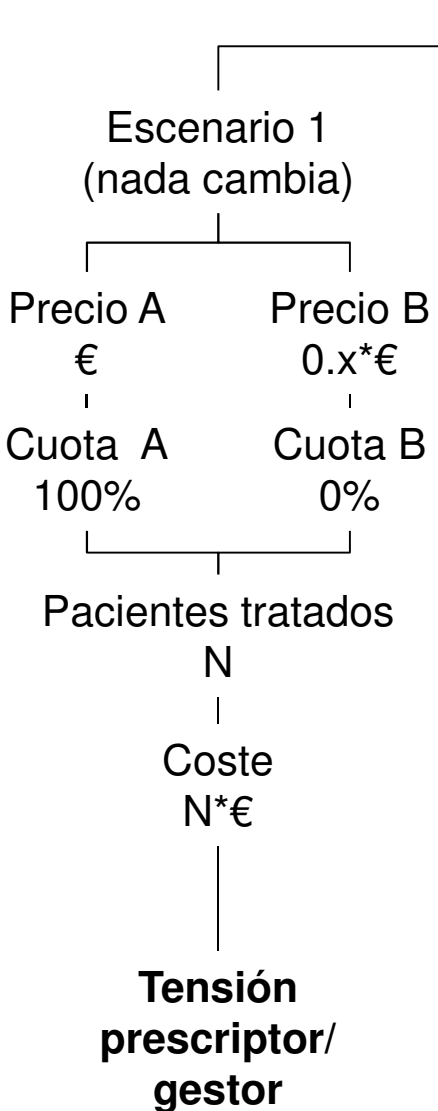 Escenario 1
(nada cambia)
Precio A
€
Precio B
0.x*€
Cuota A
100%
Cuota B
0%
Pacientes tratados
N
Coste
N*€
Tensión
prescriptor/
gestor